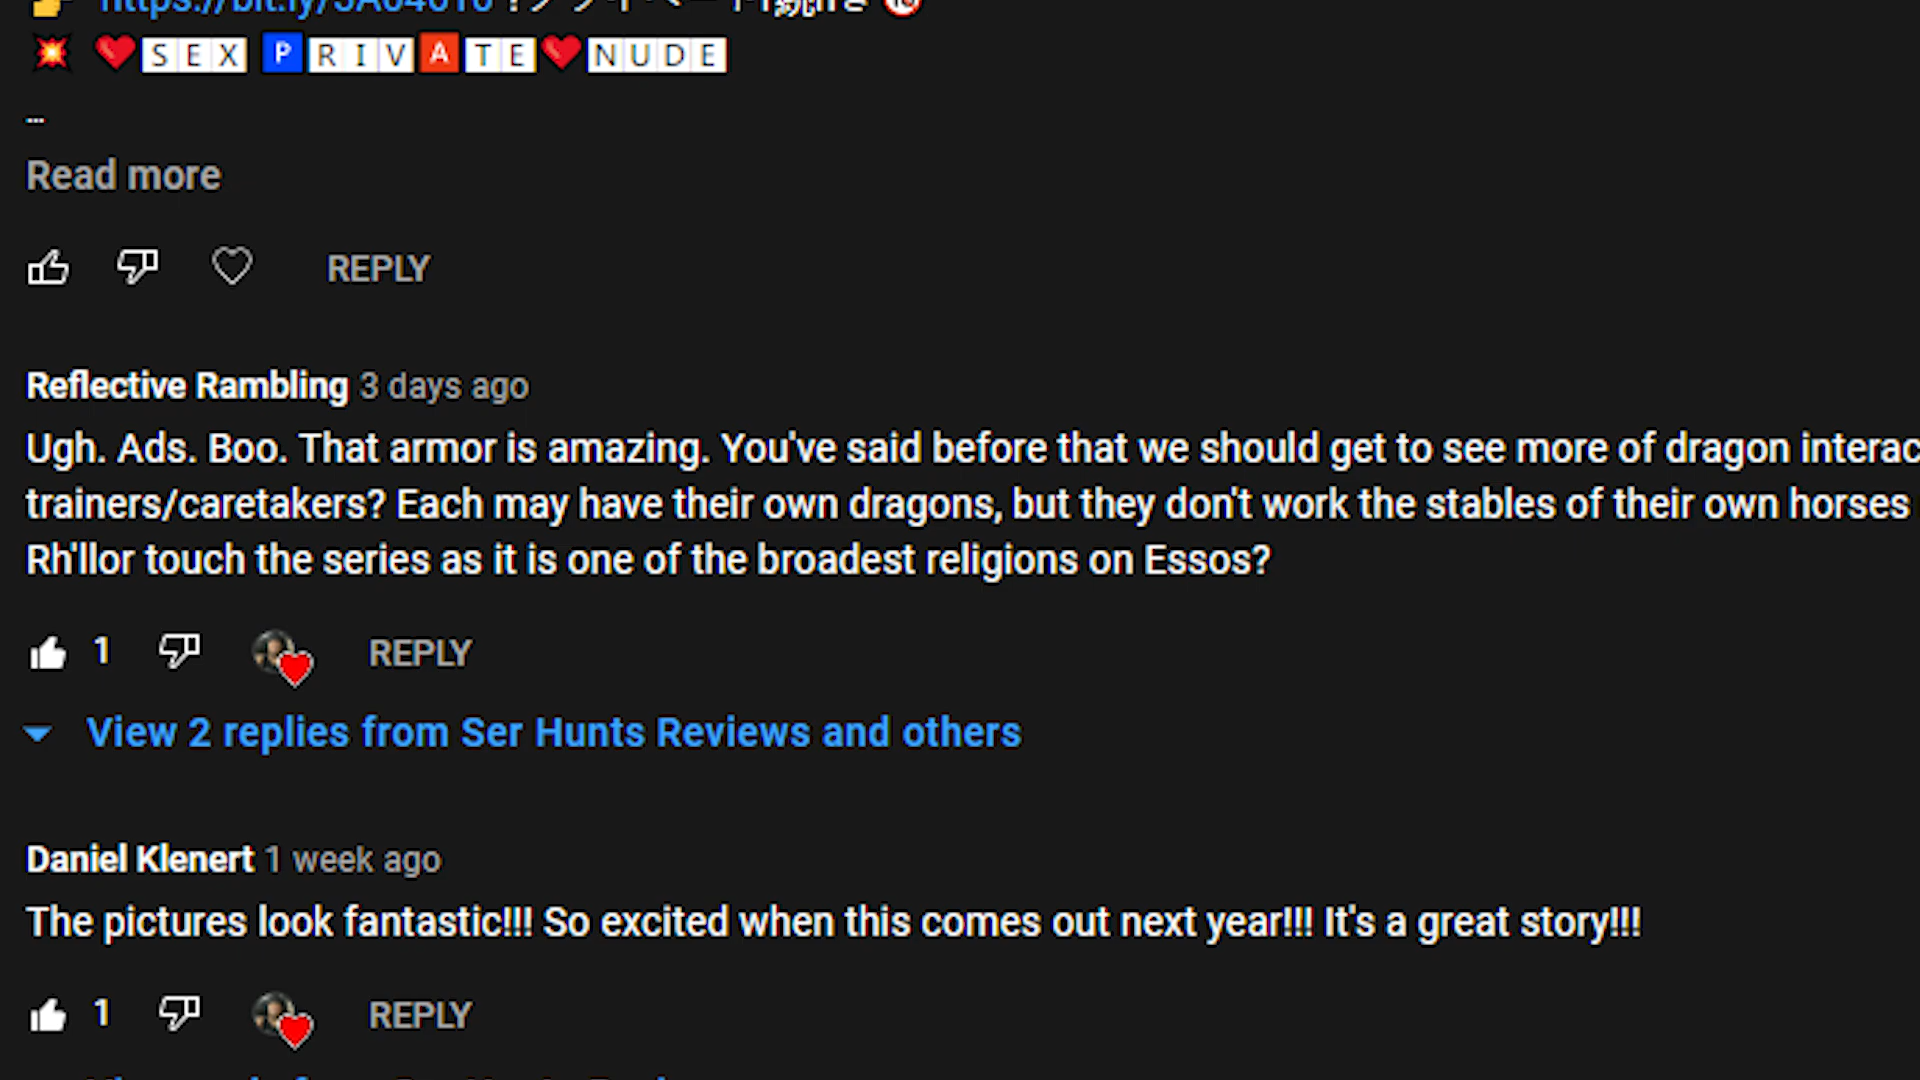 SEX PRIVATE NUDE
...
Read more
REPLY
Reflective Rambling 3 days ago
Ugh. Ads. Boo. That armor is amazing. You've said before that we should get to see more of dragon interac
trainers/caretakers? Each may have their own dragons, but they don't work the stables of their own horses
Rh'llor touch the series as it is one of the broadest religions on Essos?
1 REPLY
View 2 replies from Ser Hunts Reviews and others
Daniel Klenert 1 week ago
The pictures look fantastic!!! So excited when this comes out next year!!! It's a great story!!!
1 REPLY